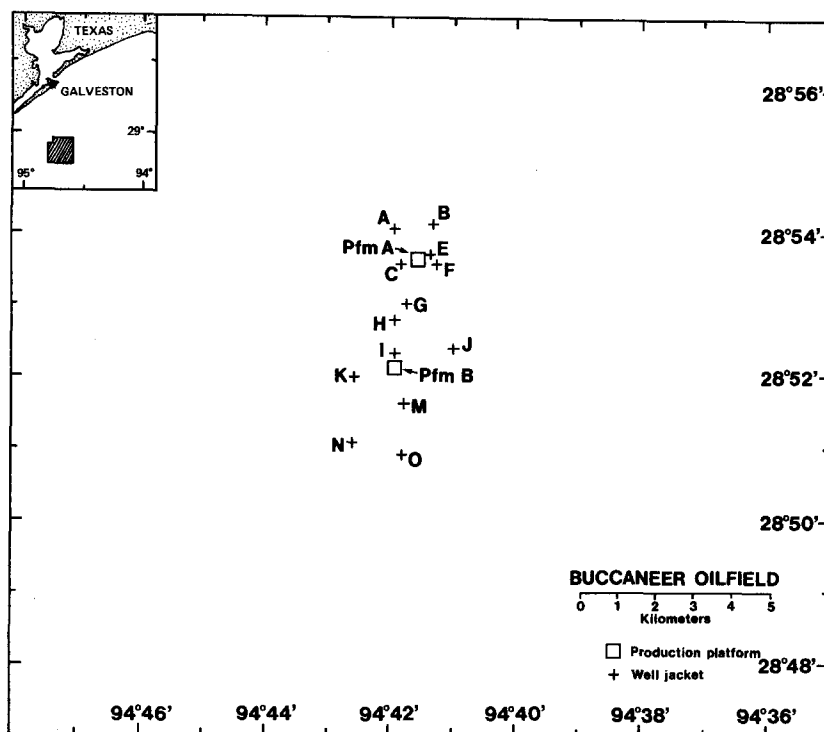 TEXAS
GALVESTON
29°
95°
94°
28°56'
A
B
28°54'
Pfm A
E
C
F
G
H
I
J
K
Pfm B
28°52'
M
N
O
28°50'
BUCCANEER OILFIELD
0 1 2 3 4 5
Kilometers
Production platform
Well jacket
28°48'
94°46' 94°44' 94°42' 94°40' 94°38' 94°36'